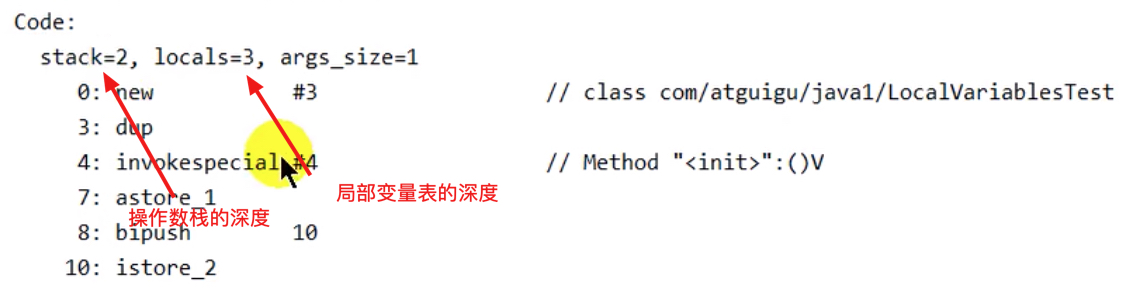 Code:
stack=2, locals=3, args_size=1
0: new #3 // class com/atguigu/java1/LocalVariablesTest
3: dup
4: invokespecial #4 // Method "<init>":()V
局部变量表的深度
7: astore_1
操作数栈的深度
8: bipush 10
10: istore_2